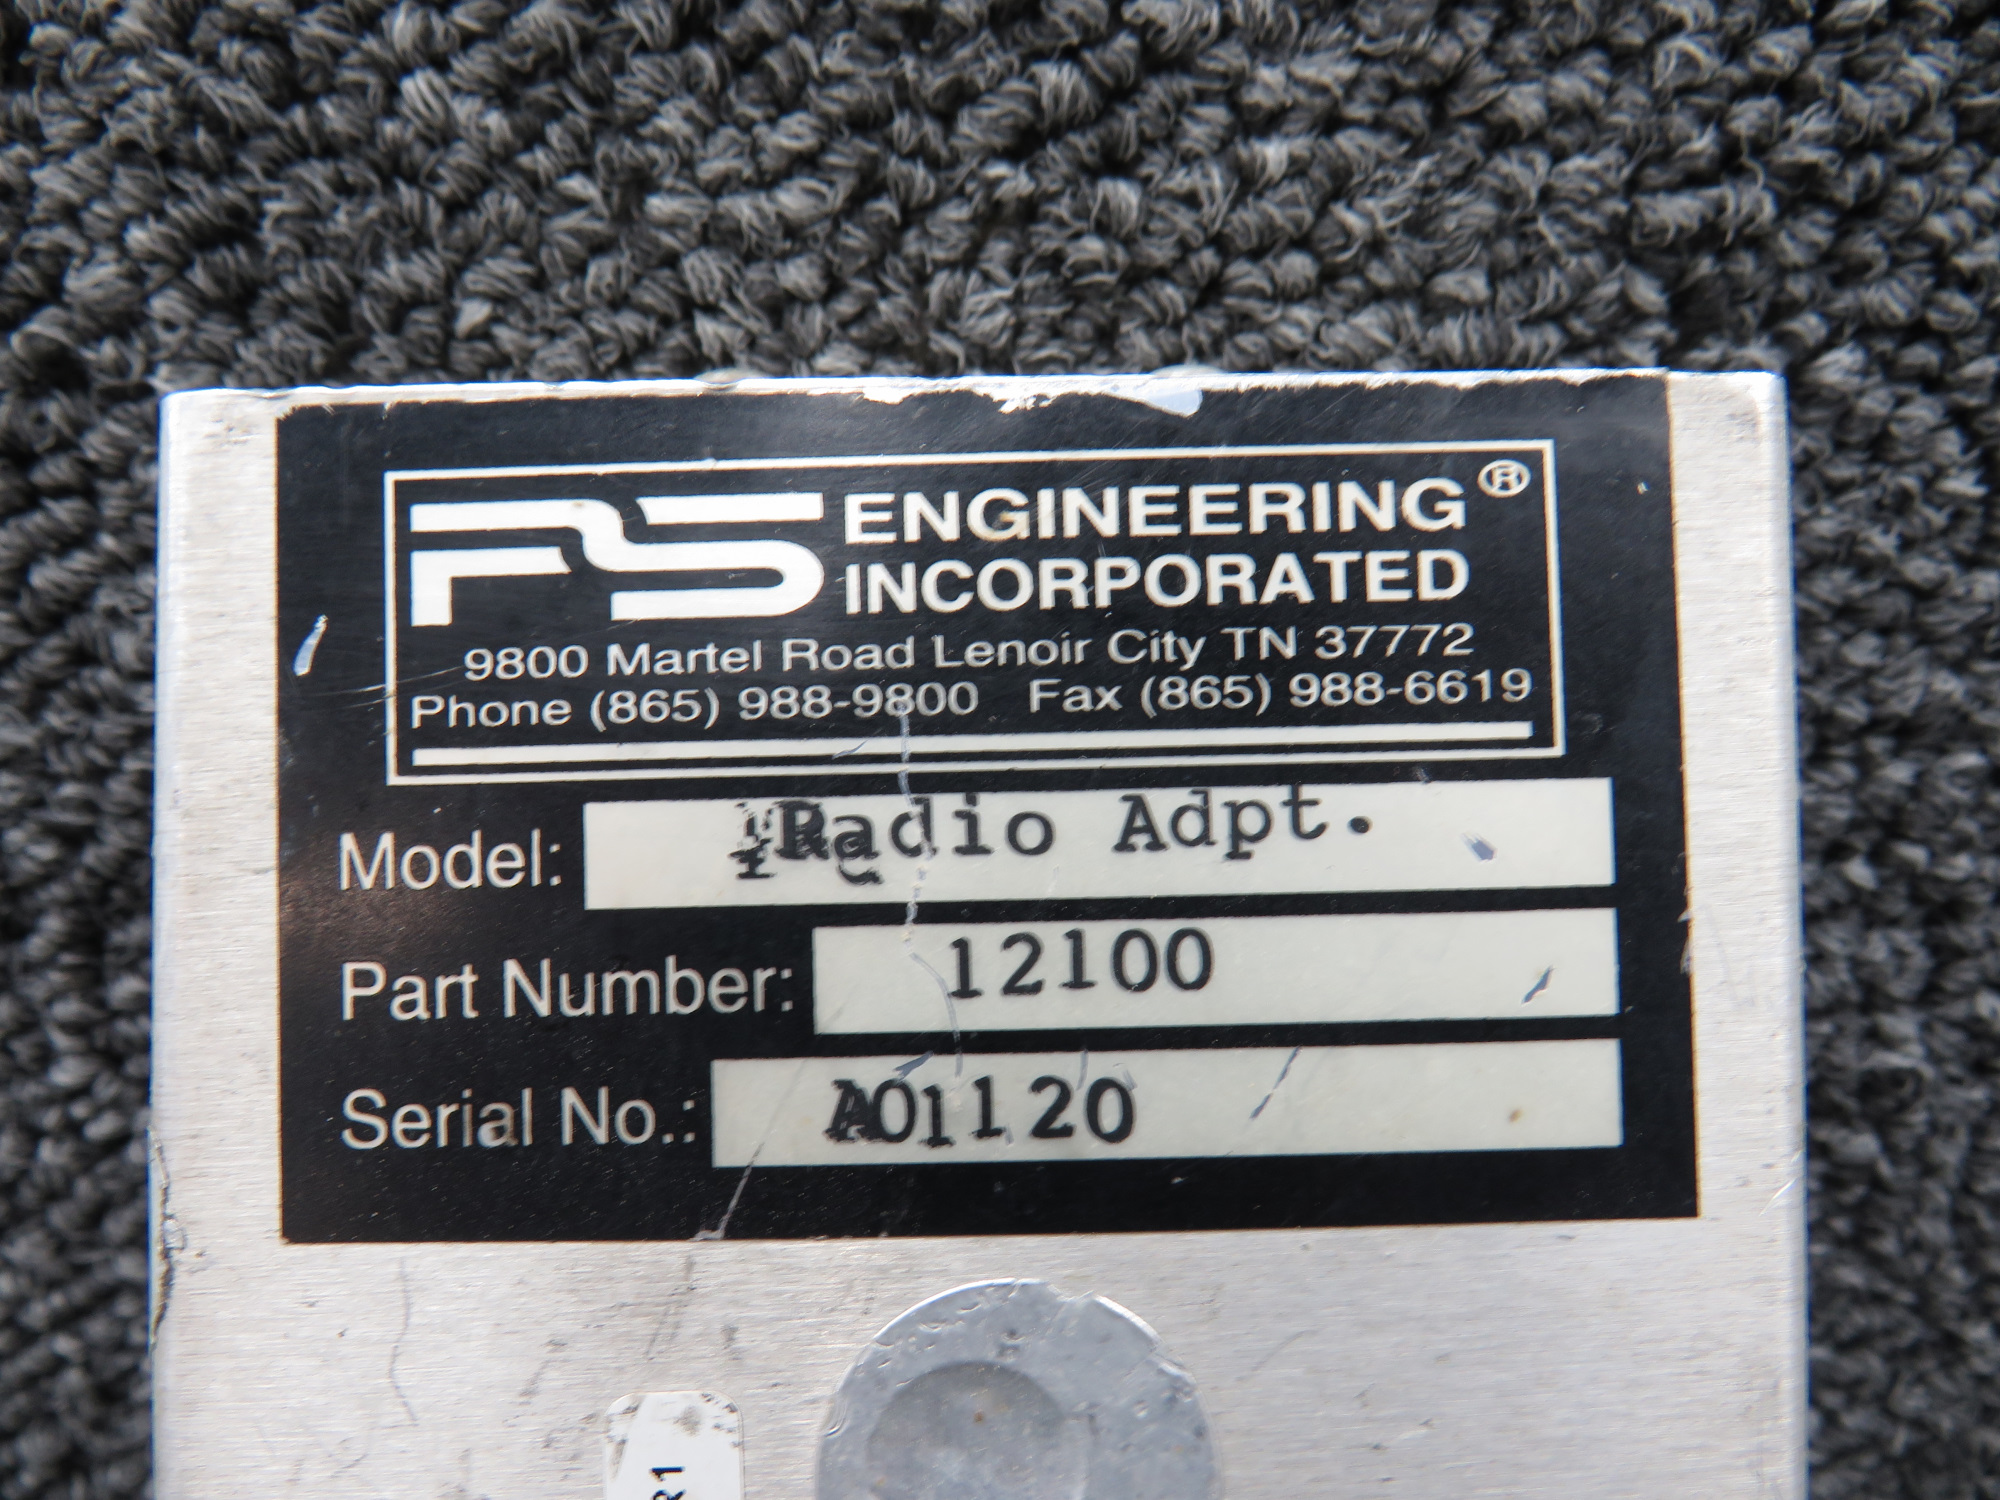 PS ENGINEERING ®
INCORPORATED
9800 Martel Road Lenoir City TN 37772
Phone (865) 988-9800 Fax (865) 988-6619
Model: Radio Adpt.
Part Number: 12100
Serial No.: A01120
R1